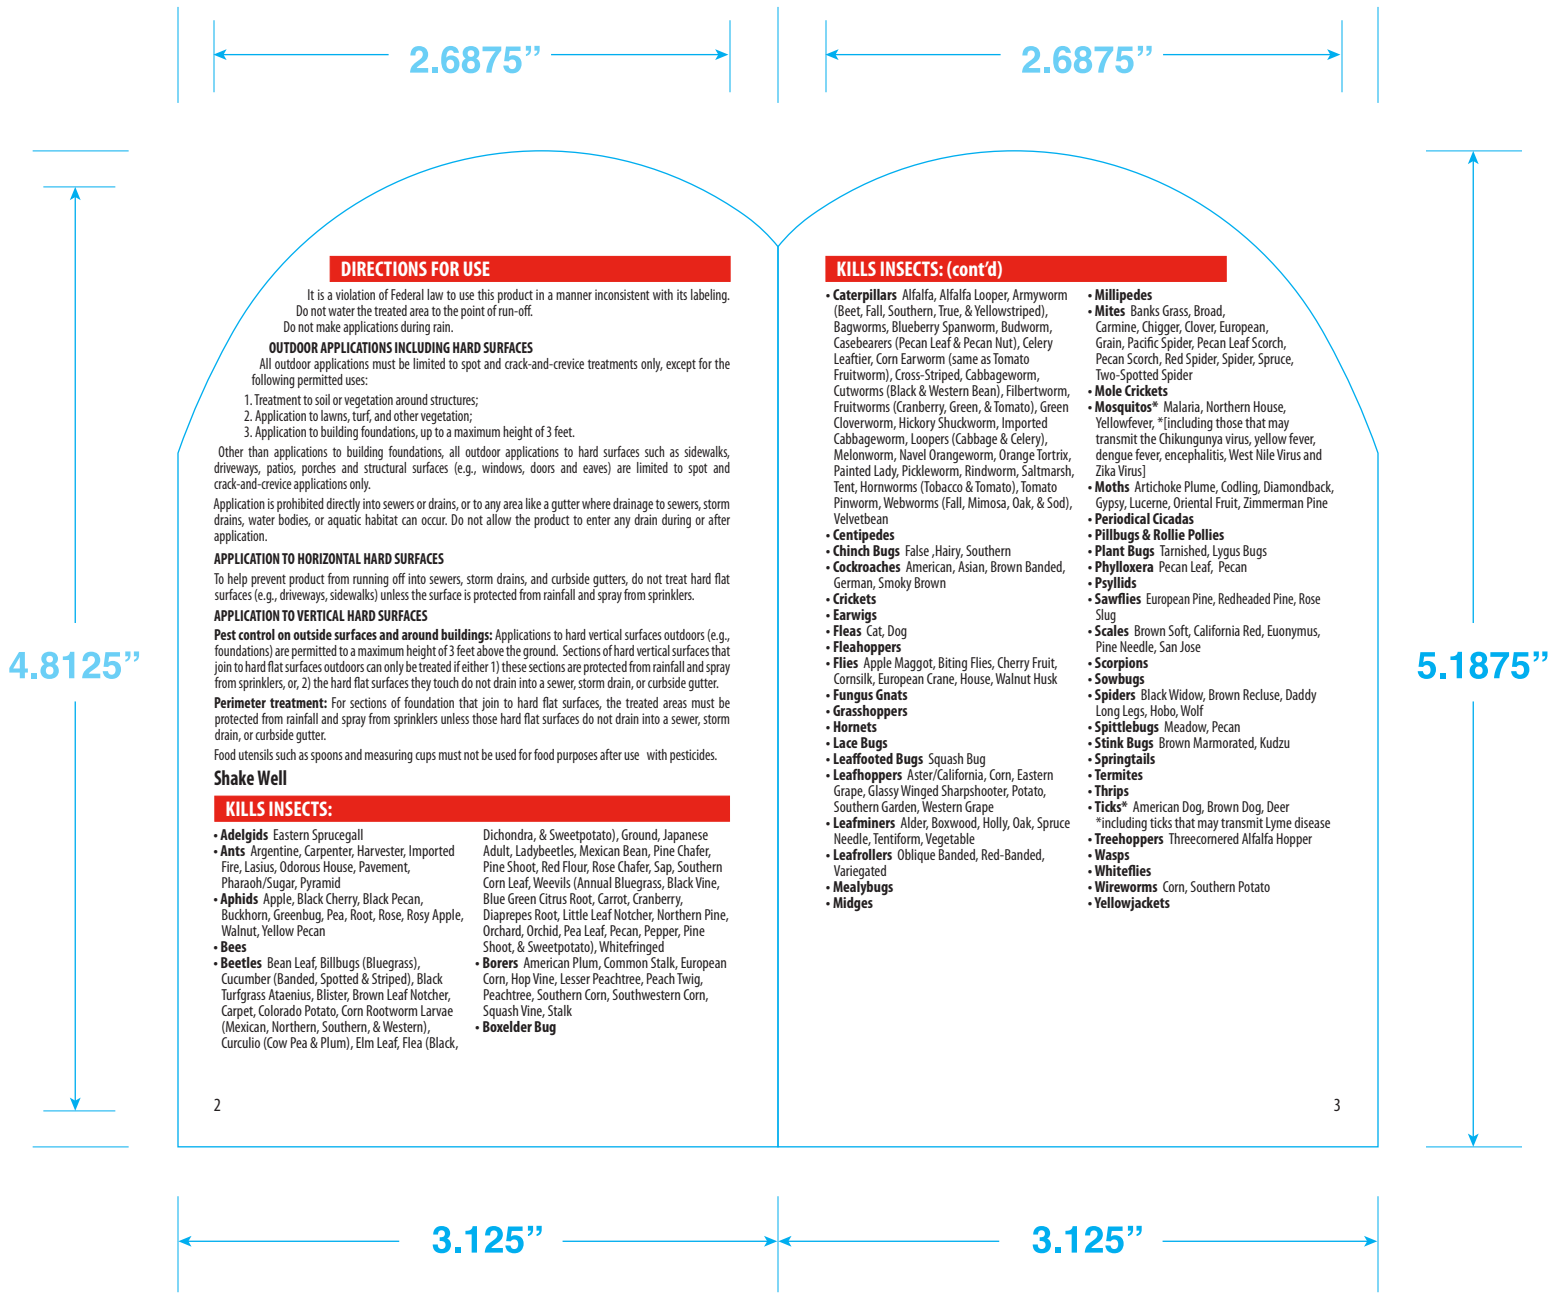 2.6875”
2.6875”
4.8125”
5.1875”
DIRECTIONS FOR USE
It is a violation of Federal law to use this product in a manner inconsistent with its labeling.
Do not water the treated area to the point of run-off.
Do not make applications during rain.
OUTDOOR APPLICATIONS INCLUDING HARD SURFACES
All outdoor applications must be limited to spot and crack-and-crevice treatments only, except for the
following permitted uses:
1. Treatment to soil or vegetation around structures;
2. Application to lawns, turf, and other vegetation;
3. Application to building foundations, up to a maximum height of 3 feet.
Other than applications to building foundations, all outdoor applications to hard surfaces such as sidewalks,
driveways, patios, porches and structural surfaces (e.g., windows, doors and eaves) are limited to spot and
crack-and-crevice applications only.
Application is prohibited directly into sewers or drains, or to any area like a gutter where drainage to sewers, storm
drains, water bodies, or aquatic habitat can occur. Do not allow the product to enter any drain during or after
application.
APPLICATION TO HORIZONTAL HARD SURFACES
To help prevent product from running off into sewers, storm drains, and curbside gutters, do not treat hard flat
surfaces (e.g., driveways, sidewalks) unless the surface is protected from rainfall and spray from sprinklers.
APPLICATION TO VERTICAL HARD SURFACES
Pest control on outside surfaces and around buildings: Applications to hard vertical surfaces outdoors (e.g.,
foundations) are permitted to a maximum height of 3 feet above the ground. Sections of hard vertical surfaces that
join to hard flat surfaces outdoors can only be treated if either 1) these sections are protected from rainfall and spray
from sprinklers, or, 2) the hard flat surfaces they touch do not drain into a sewer, storm drain, or curbside gutter.
Perimeter treatment: For sections of foundation that join to hard flat surfaces, the treated areas must be
protected from rainfall and spray from sprinklers unless those hard flat surfaces do not drain into a sewer, storm
drain, or curbside gutter.
Food utensils such as spoons and measuring cups must not be used for food purposes after use with pesticides.
Shake Well
KILLS INSECTS:
• Adelgids Eastern Sprucegall
• Ants Argentine, Carpenter, Harvester, Imported
Fire, Lasius, Odorous House, Pavement,
Pharaoh/Sugar, Pyramid
• Aphids Apple, Black Cherry, Black Pecan,
Buckhorn, Greenbug, Pea, Root, Rose, Rosy Apple,
Walnut, Yellow Pecan
• Bees
• Beetles Bean Leaf, Billbugs (Bluegrass),
Cucumber (Banded, Spotted & Striped), Black
Turfgrass Ataenius, Blister, Brown Leaf Notcher,
Carpet, Colorado Potato, Corn Rootworm Larvae
(Mexican, Northern, Southern, & Western),
Curculio (Cow Pea & Plum), Elm Leaf, Flea (Black,
Dichondra, & Sweetpotato), Ground, Japanese
Adult, Ladybeetles, Mexican Bean, Pine Chafer,
Pine Shoot, Red Flour, Rose Chafer, Sap, Southern
Corn Leaf, Weevils (Annual Bluegrass, Black Vine,
Blue Green Citrus Root, Carrot, Cranberry,
Diaprepes Root, Little Leaf Notcher, Northern Pine,
Orchard, Orchid, Pea Leaf, Pecan, Pepper, Pine
Shoot, & Sweetpotato), Whitefringed
• Borers American Plum, Common Stalk, European
Corn, Hop Vine, Lesser Peachtree, Peach Twig,
Peachtree, Southern Corn, Southwestern Corn,
Squash Vine, Stalk
• Boxelder Bug
2
KILLS INSECTS: (cont’d)
• Caterpillars Alfalfa, Alfalfa Looper, Armyworm
(Beet, Fall, Southern, True, & Yellowstriped),
Bagworms, Blueberry Spanworm, Budworm,
Casebearers (Pecan Leaf & Pecan Nut), Celery
Leaftier, Corn Earworm (same as Tomato
Fruitworm), Cross-Striped, Cabbageworm,
Cutworms (Black & Western Bean), Filbertworm,
Fruitworms (Cranberry, Green, & Tomato), Green
Cloverworm, Hickory Shuckworm, Imported
Cabbageworm, Loopers (Cabbage & Celery),
Melonworm, Navel Orangeworm, Orange Tortrix,
Painted Lady, Pickleworm, Rindworm, Saltmarsh,
Tent, Hornworms (Tobacco & Tomato), Tomato
Pinworm, Webworms (Fall, Mimosa, Oak, & Sod),
Velvetbean
• Centipedes
• Chinch Bugs False ,Hairy, Southern
• Cockroaches American, Asian, Brown Banded,
German, Smoky Brown
• Crickets
• Earwigs
• Fleas Cat, Dog
• Fleahoppers
• Flies Apple Maggot, Biting Flies, Cherry Fruit,
Cornsilk, European Crane, House, Walnut Husk
• Fungus Gnats
• Grasshoppers
• Hornets
• Lace Bugs
• Leaffooted Bugs Squash Bug
• Leafhoppers Aster/California, Corn, Eastern
Grape, Glassy Winged Sharpshooter, Potato,
Southern Garden, Western Grape
• Leafminers Alder, Boxwood, Holly, Oak, Spruce
Needle, Tentiform, Vegetable
• Leafrollers Oblique Banded, Red-Banded,
Variegated
• Mealybugs
• Midges
• Millipedes
• Mites Banks Grass, Broad,
Carmine, Chigger, Clover, European,
Grain, Pacific Spider, Pecan Leaf Scorch,
Pecan Scorch, Red Spider, Spider, Spruce,
Two-Spotted Spider
• Mole Crickets
• Mosquitos* Malaria, Northern House,
Yellowfever, *[including those that may
transmit the Chikungunya virus, yellow fever,
dengue fever, encephalitis, West Nile Virus and
Zika Virus]
• Moths Artichoke Plume, Codling, Diamondback,
Gypsy, Lucerne, Oriental Fruit, Zimmerman Pine
• Periodical Cicadas
• Pillbugs & Rollie Pollies
• Plant Bugs Tarnished, Lygus Bugs
• Phylloxera Pecan Leaf, Pecan
• Psyllids
• Sawflies European Pine, Redheaded Pine, Rose
Slug
• Scales Brown Soft, California Red, Euonymus,
Pine Needle, San Jose
• Scorpions
• Sowbugs
• Spiders Black Widow, Brown Recluse, Daddy
Long Legs, Hobo, Wolf
• Spittlebugs Meadow, Pecan
• Stink Bugs Brown Marmorated, Kudzu
• Springtails
• Termites
• Thrips
• Ticks* American Dog, Brown Dog, Deer
*including ticks that may transmit Lyme disease
• Treehoppers Threecornered Alfalfa Hopper
• Wasps
• Whiteflies
• Wireworms Corn, Southern Potato
• Yellowjackets
3
3.125”
3.125”